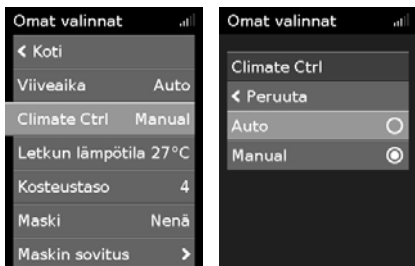 Omat valinnat
< Koti
Viiveaika Auto
Climate Ctrl Manual
Letkun lämpötila 27°C
Kosteustaso 4
Maski Nenä
Maskin sovitus >
Omat valinnat
Climate Ctrl
< Peruuta
Auto
Manual